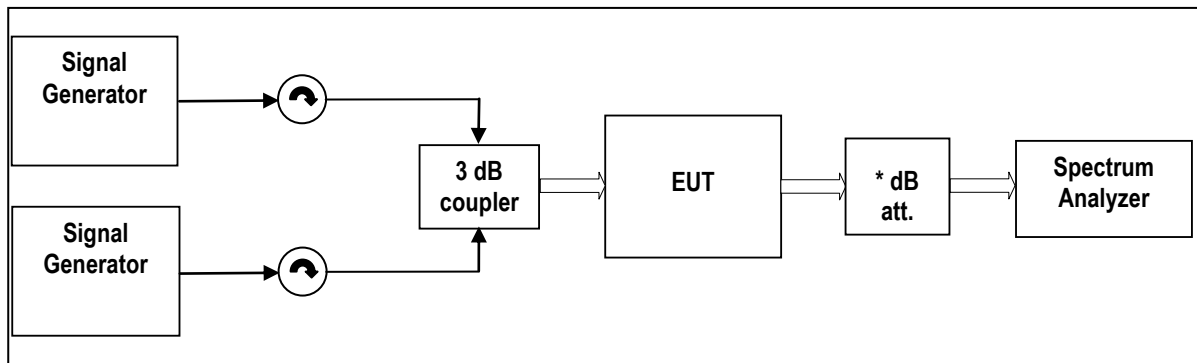 Signal
Generator
3 dB
coupler
EUT
* dB
att.
Spectrum
Analyzer
Signal
Generator